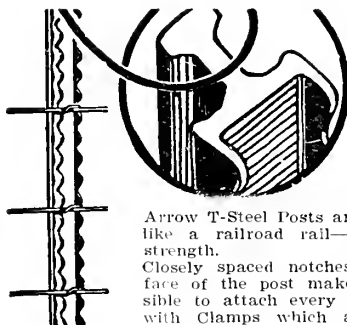 Arrow T-Steel Posts ar
like a railroad rail—
strength.
Closely spaced notches
face of the post make
sible to attach every
with Clamps which a